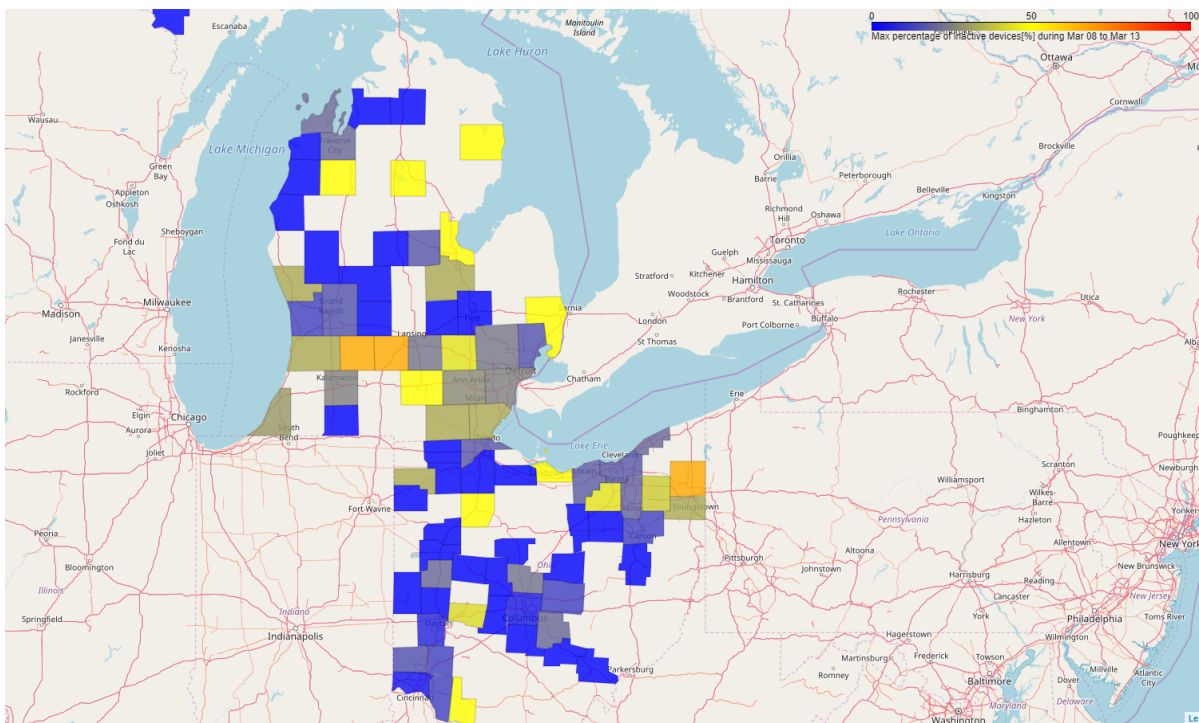 0 50 100
Max percentage of inactive devices[%] during Mar 08 to Mar 13
Escanaba
Manitoulin
Island
Lake Huron
Ottawa
Cornwall
Wausau
Lake Michigan
Traverse
City
Green
Bay
Orillia
Barrie
Peterborough
Brockville
Kingston
Belleville
Appleton
Oshkosh
Fond du
Lac
Sheboygan
Richmond
Hill
Oshawa
Toronto
Mississauga
Lake Ontario
Guelph
Kitchener
Hamilton
Stratford
Woodstock
Brantford
St. Catharines
Rochester
Utica
Milwaukee
Madison
Grand
Rapids
Flint
Sarnia
London
St Thomas
Port Colborne
Buffalo
New York
Janesville
Kenosha
Lansing
Rockford
Kalamazoo
Ann Arbor
Milan
Detroit
Chatham
Erie
Elgin
Aurora
Chicago
Joliet
South
Bend
Toledo
Lake Erie
Cleveland
Lorain
Binghamton
Poughkeepsie
Scranton
Newburgh
Williamsport
Wilkes-
Barre
Hazleton
Yonkers
Fort Wayne
Akron
Youngstown
Canton
Pennsylvania
Allentown
New York
Peoria
Bloomington
Illinois
Springfield
Pittsburgh
Altoona
Johnstown
Harrisburg
Reading
New Brunswick
Lancaster
New Jersey
York
Philadelphia
Toms River
Wilmington
Ohio
Columbus
Dayton
Indiana
Indianapolis
Hagerstown
Martinsburg
Frederick
Towson
Romney
Baltimore
Dover
Millville
Atlantic
City
Parkersburg
Maryland
Delaware
Washington
Le